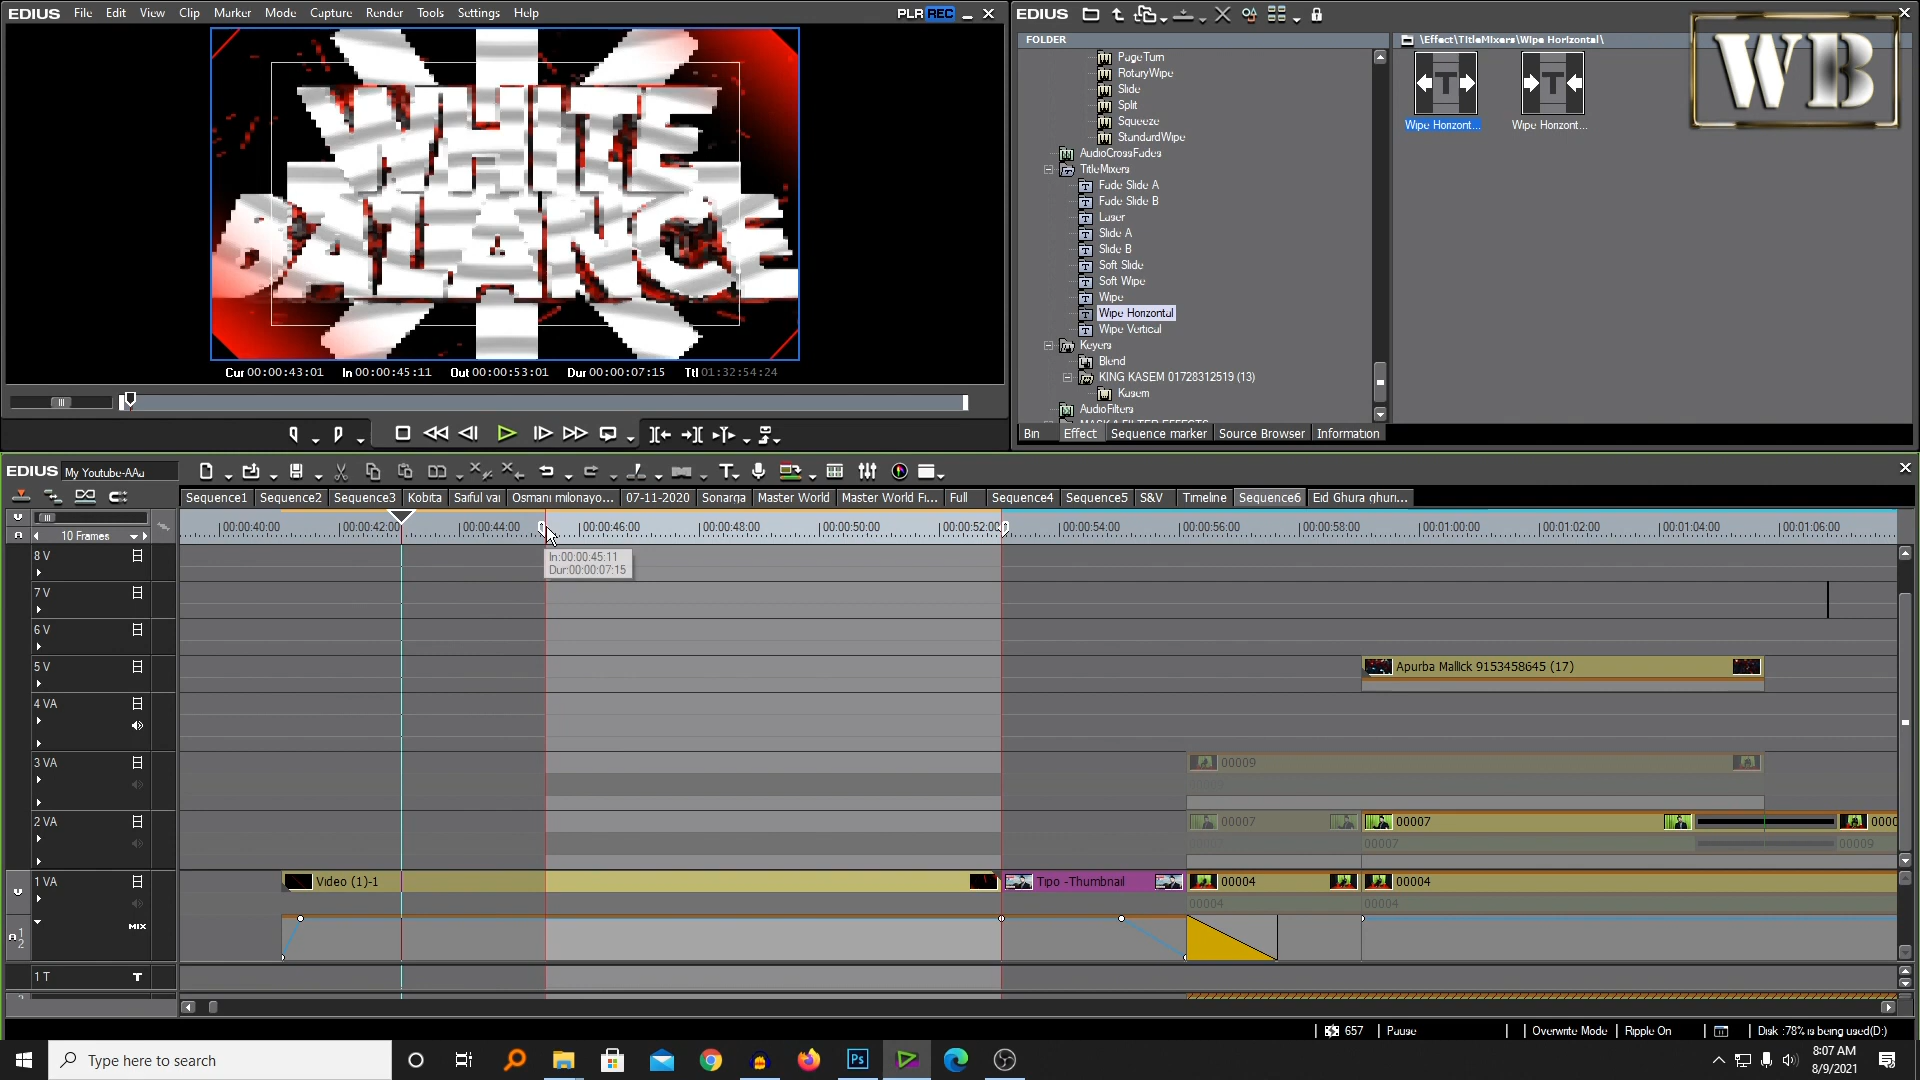 EDIUS File Edit View Clip Marker Mode Capture Render Tools Settings Help PLR REC
WHITE
BALANCE
Cur 00:00:43:01 In 00:00:45:11 Out 00:00:53:01 Dur 00:00:07:15 Ttl 01:32:54:24
EDIUS
FOLDER
PageTurn
RotaryWipe
Slide
Split
Squeeze
StandardWipe
AudioCrossFades
TitleMixers
Fade Slide A
Fade Slide B
Laser
Slide A
Slide B
Soft Slide
Soft Wipe
Wipe
Wipe Horizontal
Wipe Vertical
Keyers
Blend
KING KASEM 01728312519 (13)
Kasem
AudioFilters
\Effect\TitleMixers\Wipe Horizontal\
T T
Wipe Horizont... Wipe Horizont...
WB
Bin Effect Sequence marker Source Browser Information
EDIUS My Youtube-AAa
Sequence1 Sequence2 Sequence3 Kobita Saiful vai Osmani milonayo... 07-11-2020 Sonarga Master World Master World Fi... Full Sequence4 Sequence5 S&V Timeline Sequence6 Eid Ghura ghuri...
10 Frames
00:00:40:00 00:00:42:00 00:00:44:00 00:00:46:00 00:00:48:00 00:00:50:00 00:00:52:00 00:00:54:00 00:00:56:00 00:00:58:00 00:01:00:00 00:01:02:00 00:01:04:00 00:01:06:00
In:00:00:45:11
Dur:00:00:07:15
8 V
7 V
6 V
5 V
Apurba Mallick 9153458645 (17)
4 VA
3 VA
00009
2 VA
00007 00007
00007 00007 00009
1 VA
Video (1)-1 Tipo -Thumbnail 00004 00004
00004 00004
A 1 2
MIX
1 T T
657 Pause Overwrite Mode Ripple On Disk :78% is being used(D:)
Type here to search
Ps
8:07 AM
8/9/2021